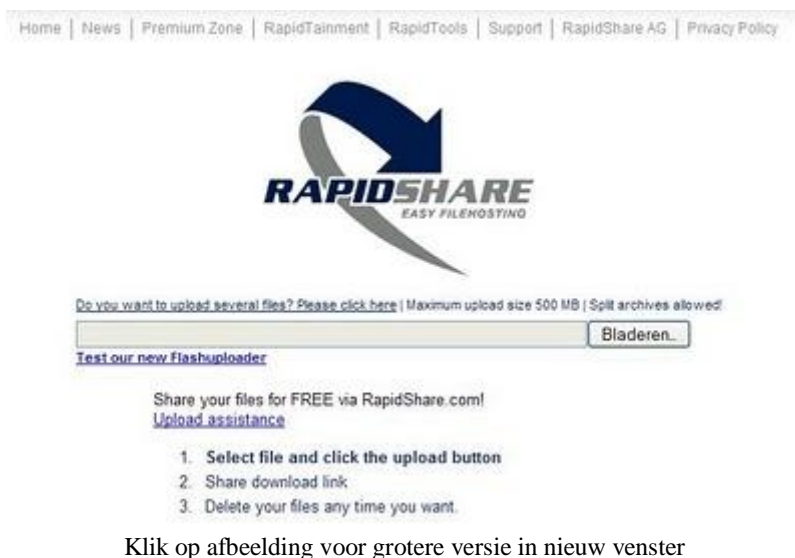 Home | News | Premium Zone | RapidTainment | RapidTools | Support | RapidShare AG | Privacy Policy
RAPIDSHARE
EASY FILEHOSTING
Do you want to upload several files? Please click here | Maximum upload size 500 MB | Split archives allowed!
Bladeren..
Test our new Flashuploader
Share your files for FREE via RapidShare.com!
Upload assistance
1. Select file and click the upload button
2. Share download link
3. Delete your files any time you want.
Klik op afbeelding voor grotere versie in nieuw venster